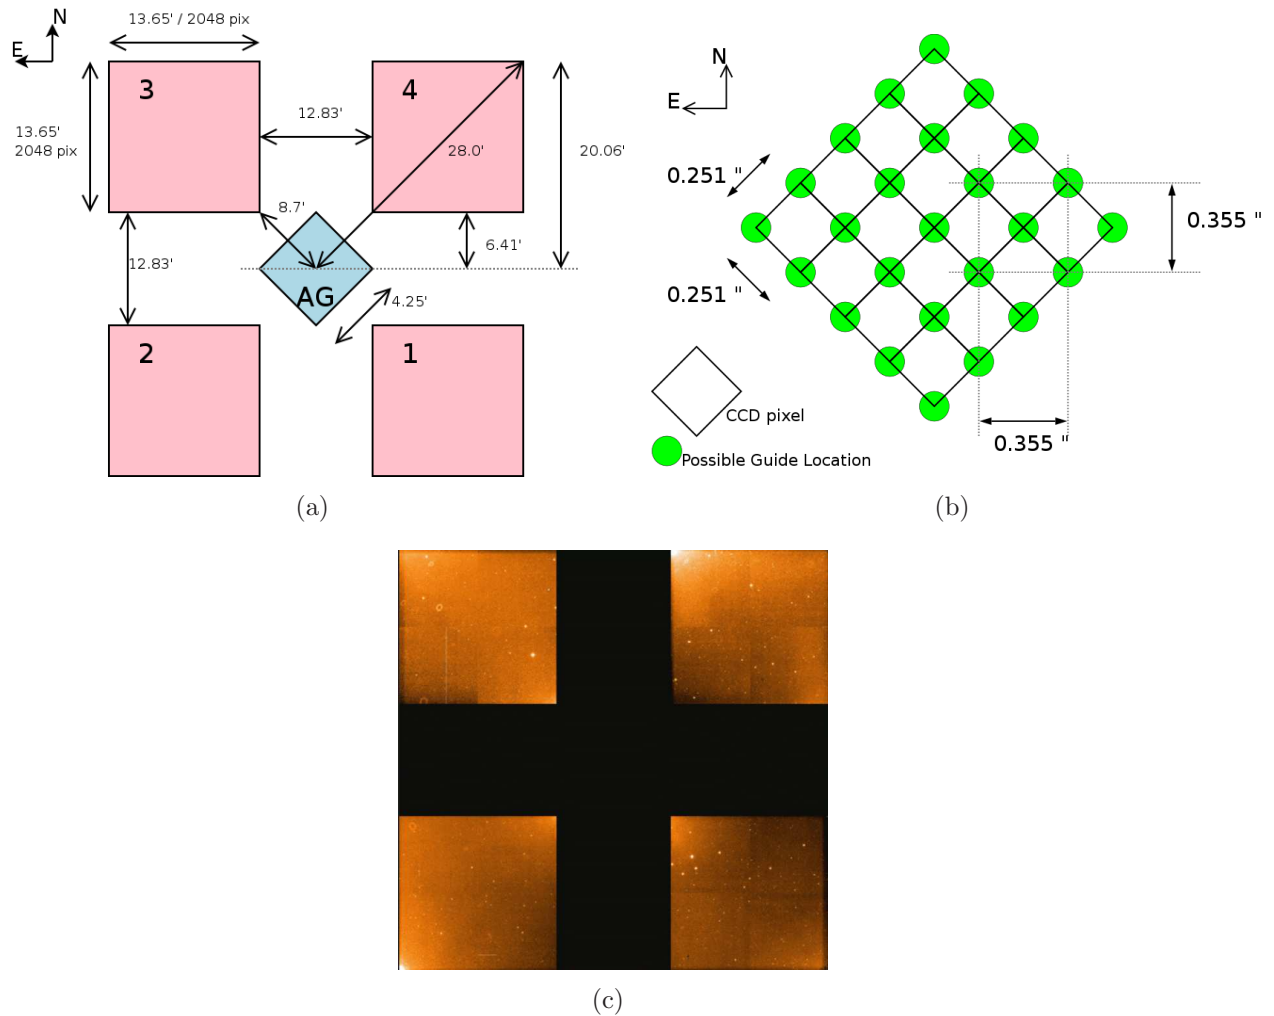 13.65' / 2048 pix
N
E
3
4
12.83'
13.65'
2048 pix
28.0'
20.06'
8.7'
6.41'
12.83'
AG
4.25'
2
1
(a)
N
E
0.251 "
0.355 "
0.251 "
CCD pixel
0.355 "
Possible Guide Location
(b)
(c)